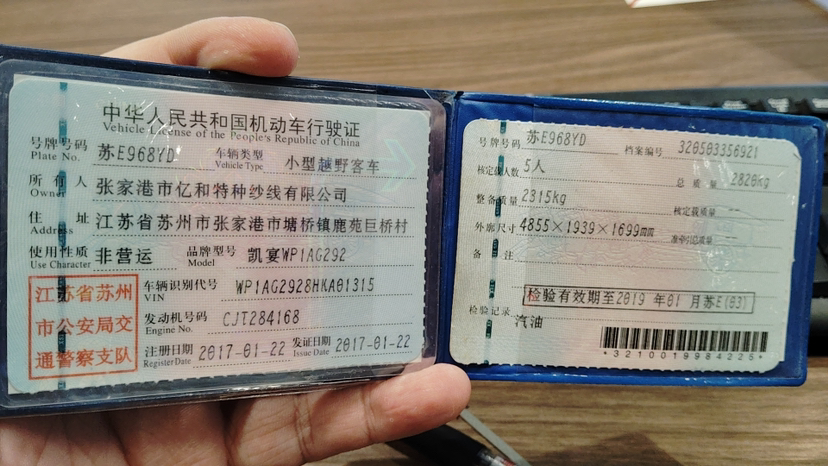 中华人民共和国机动车行驶证
Vehicle License of the People's Republic of China
号牌号码 苏E968YD 车辆类型 小型越野客车
Plate No. Vehicle Type
所有人 张家港市亿和特种纱线有限公司
Owner
住址 江苏省苏州市张家港市塘桥镇鹿苑巨桥村
Address
使用性质 非营运 品牌型号 凯宴WP1AG292
Use Character Model
江苏省苏州
市公安局交
通警察支队
车辆识别代号 WP1AG2928HKA01315
VIN
发动机号码 CJT284168
Engine No.
注册日期 2017-01-22 发证日期 2017-01-22
Register Date Issue Date
号牌号码 苏E968YD 档案编号 320503356921
核定载人数 5人 总质量 2820kg
整备质量 2315kg 核定载质量 --
外廓尺寸 4855×1939×1699mm 准牵引总质量 --
备注
检验有效期至2019年01月苏E(03)
检验记录
汽油
*3210019984225*